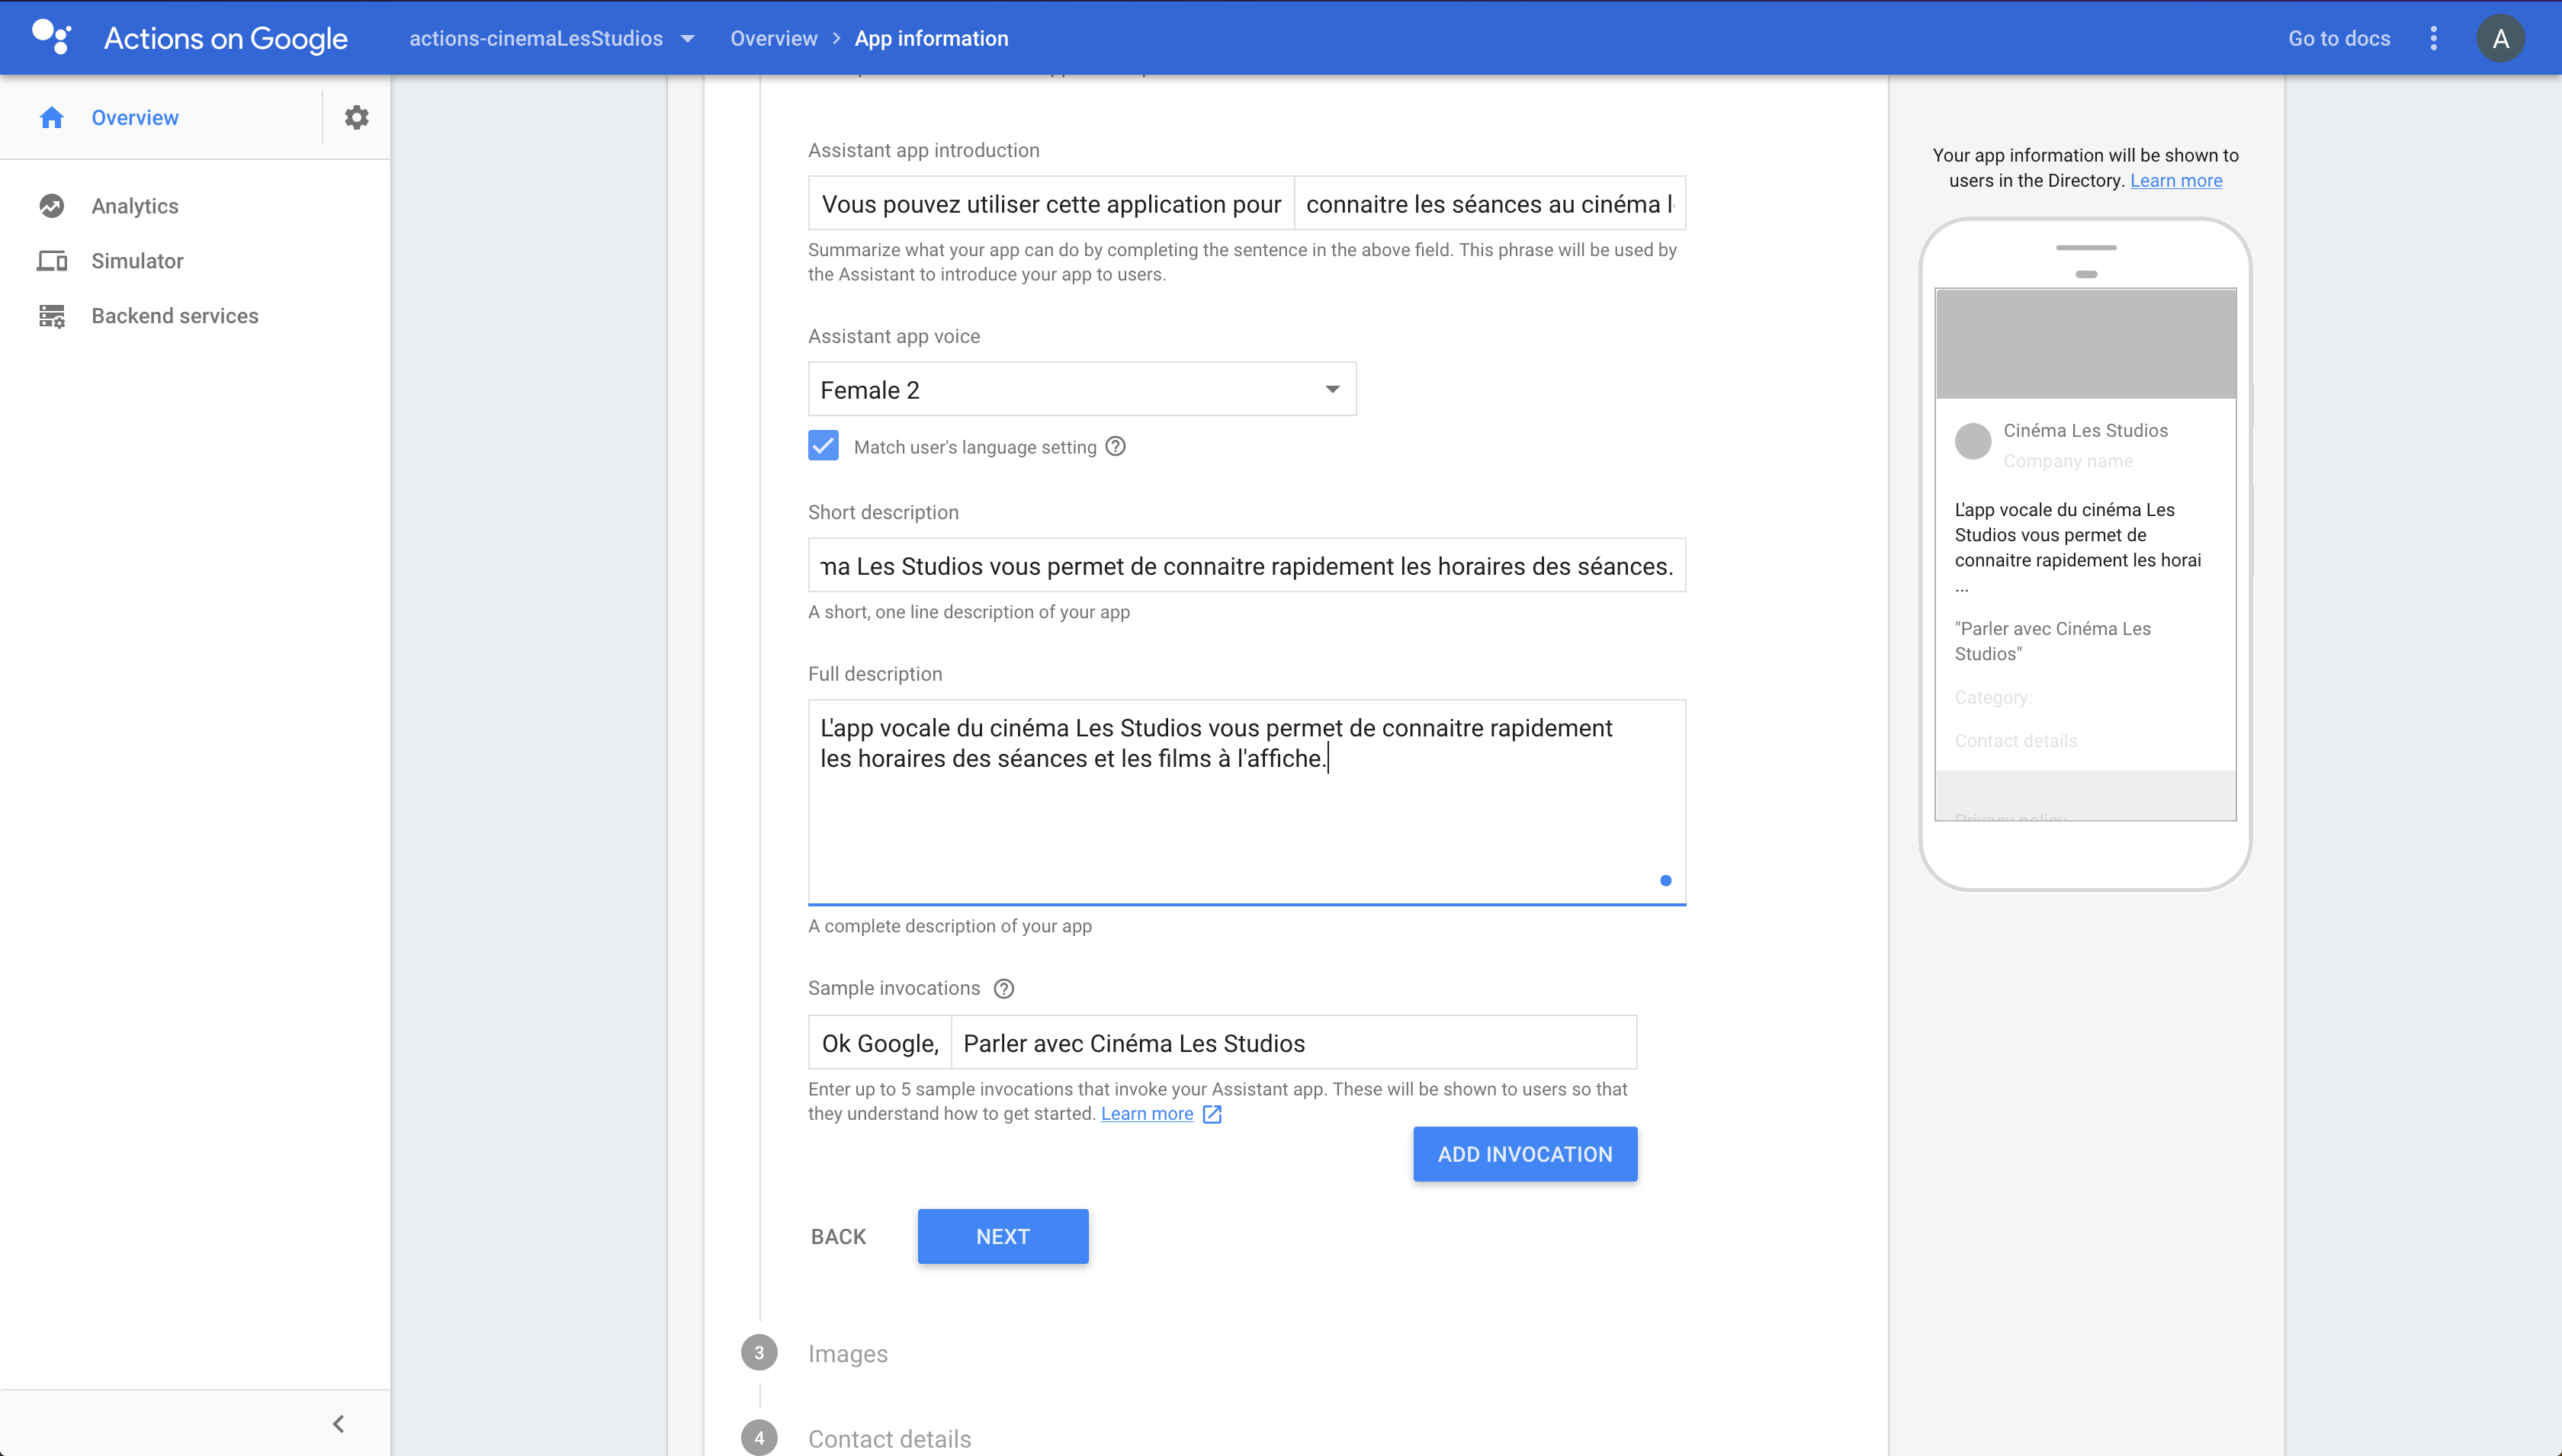 Actions on Google
actions-cinemaLesStudios
Overview
App information
Go to docs
A
Overview
Analytics
Simulator
Backend services
Assistant app introduction
Vous pouvez utiliser cette application pour
connaitre les séances au cinéma l
Summarize what your app can do by completing the sentence in the above field. This phrase will be used by
the Assistant to introduce your app to users.
Assistant app voice
Female 2
Match user's language setting
Short description
ma Les Studios vous permet de connaitre rapidement les horaires des séances.
A short, one line description of your app
Full description
L'app vocale du cinéma Les Studios vous permet de connaitre rapidement
les horaires des séances et les films à l'affiche.
A complete description of your app
Sample invocations
Ok Google,
Parler avec Cinéma Les Studios
Enter up to 5 sample invocations that invoke your Assistant app. These will be shown to users so that
they understand how to get started. Learn more
ADD INVOCATION
BACK
NEXT
3
Images
4
Contact details
Your app information will be shown to
users in the Directory. Learn more
Cinéma Les Studios
Company name
L'app vocale du cinéma Les
Studios vous permet de
connaitre rapidement les horai
...
"Parler avec Cinéma Les
Studios"
Category:
Contact details
Privacy policy